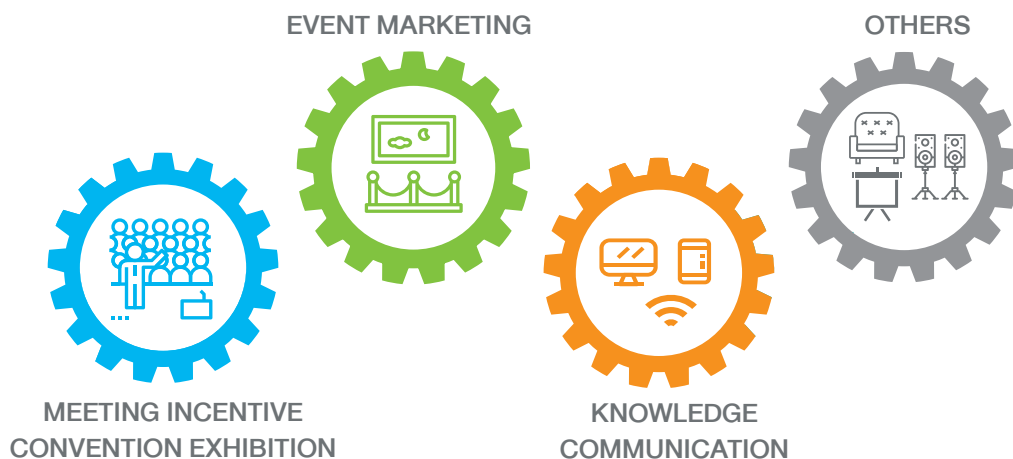 EVENT MARKETING
OTHERS
MEETING INCENTIVE
CONVENTION EXHIBITION
KNOWLEDGE
COMMUNICATION